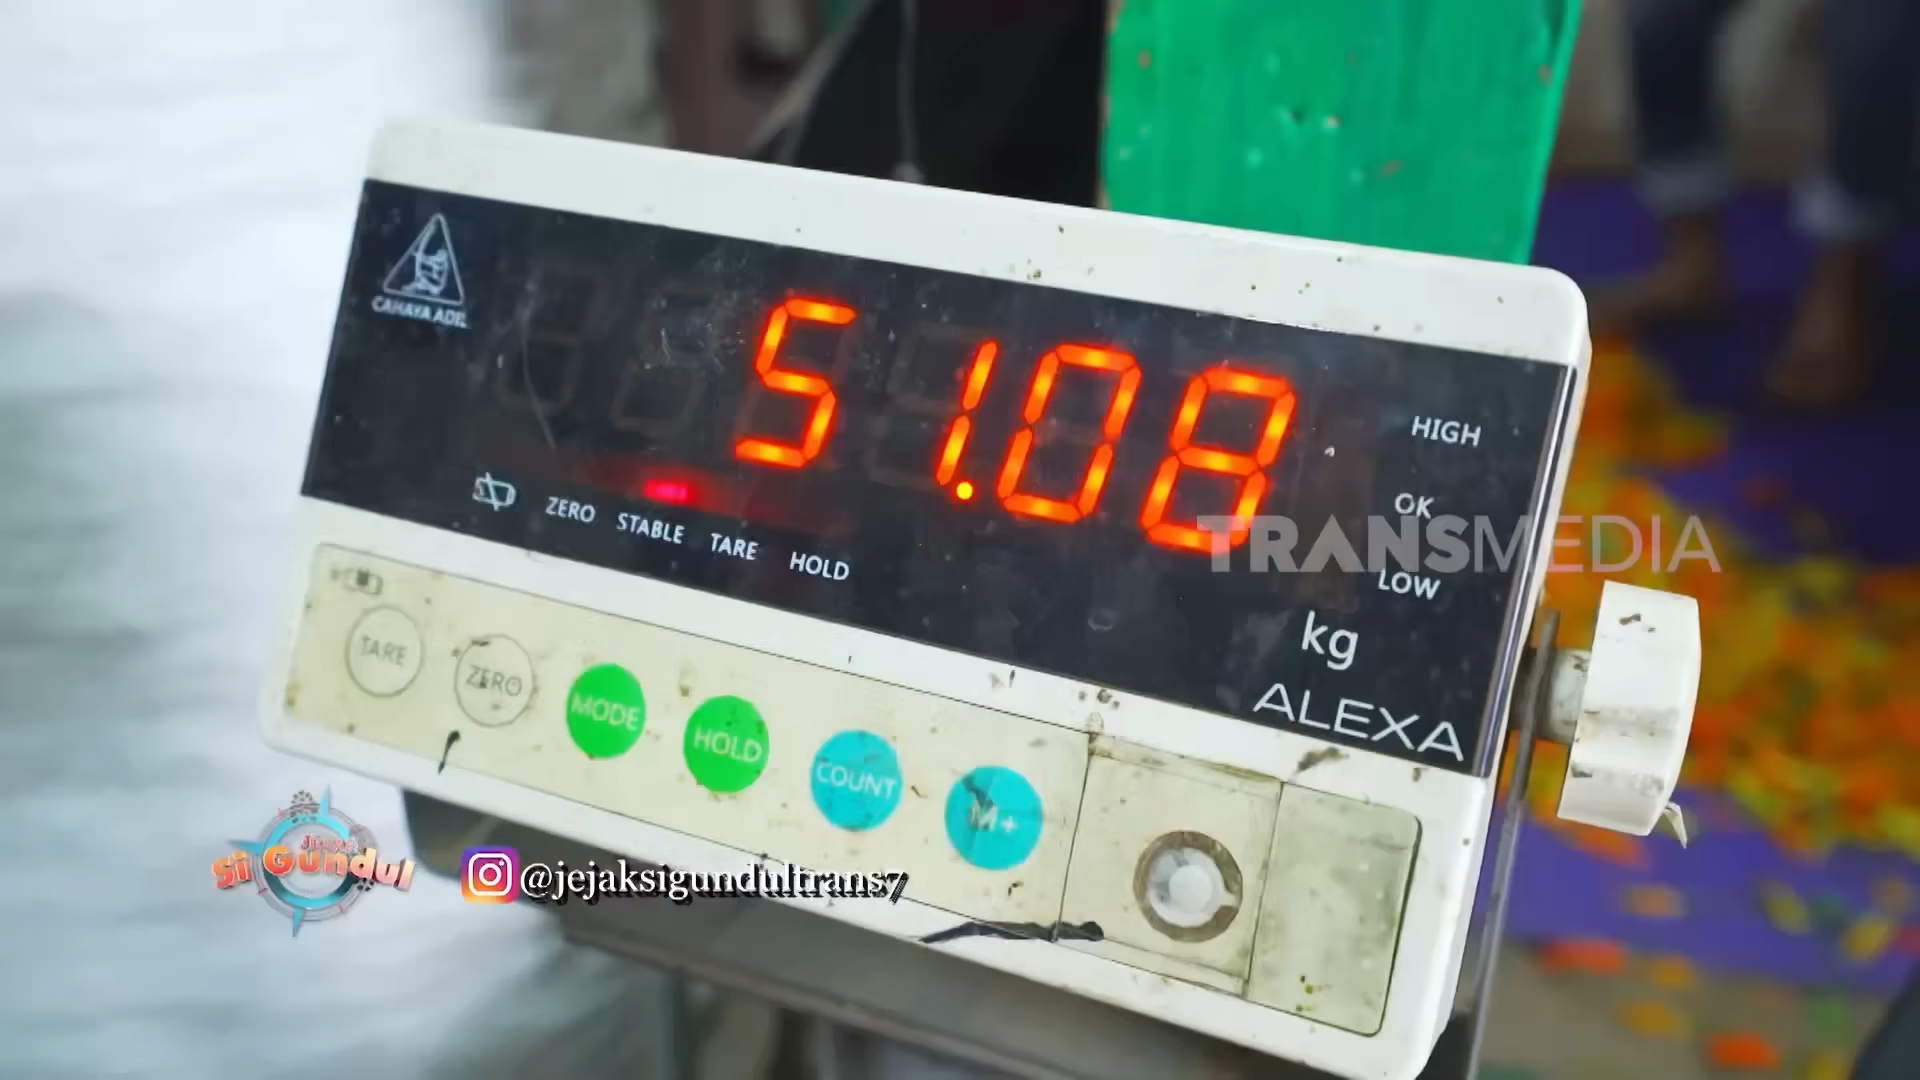 CAHAYA ADIL
51.08
HIGH
OK
LOW
ZERO STABLE TARE HOLD
kg
ALEXA
TRANSMEDIA
TARE ZERO MODE HOLD COUNT M+
Si Gundul
@jejaksigundultrans7